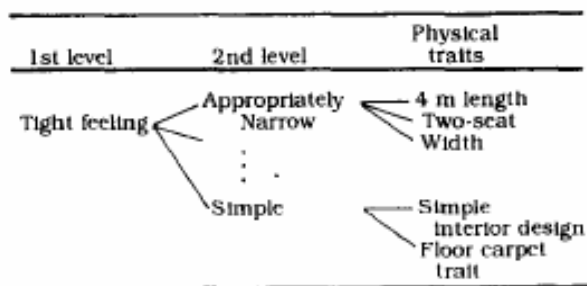 Physical
1st level 2nd level traits
Appropriately 4 m length
Tight feeling Narrow Two-seat
Width
Simple Simple
interior design
Floor carpet
trait